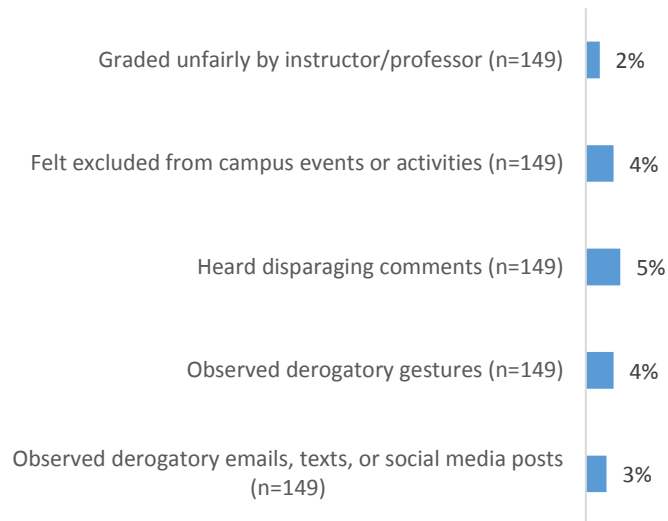 Graded unfairly by instructor/professor (n=149) 2%
Felt excluded from campus events or activities (n=149) 4%
Heard disparaging comments (n=149) 5%
Observed derogatory gestures (n=149) 4%
Observed derogatory emails, texts, or social media posts
(n=149) 3%